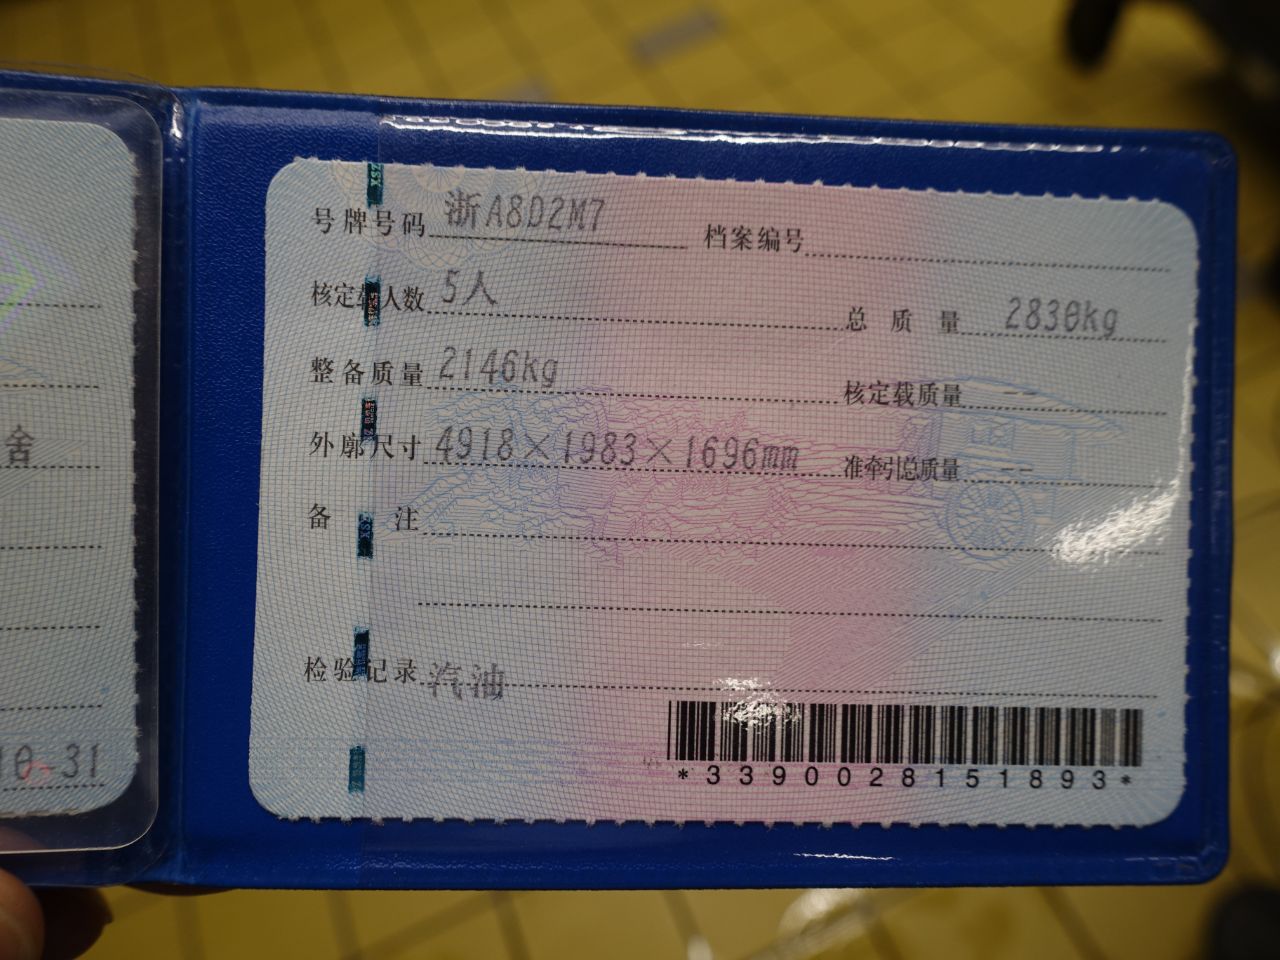 号牌号码 浙A8D2M7 档案编号
核定载人数 5人 总质量 2830kg
整备质量 2146kg 核定载质量 --
外廓尺寸 4918×1983×1696mm 准牵引总质量 --
备注
检验记录 汽油
*3390028151893*
舍
10-31